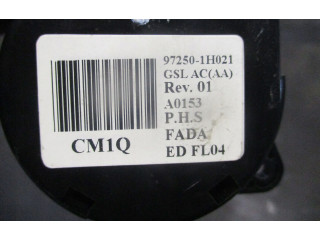 97250-1H021
GSL AC(AA)
Rev. 01
A0153
P.H.S
FADA
CM1Q
ED FL04